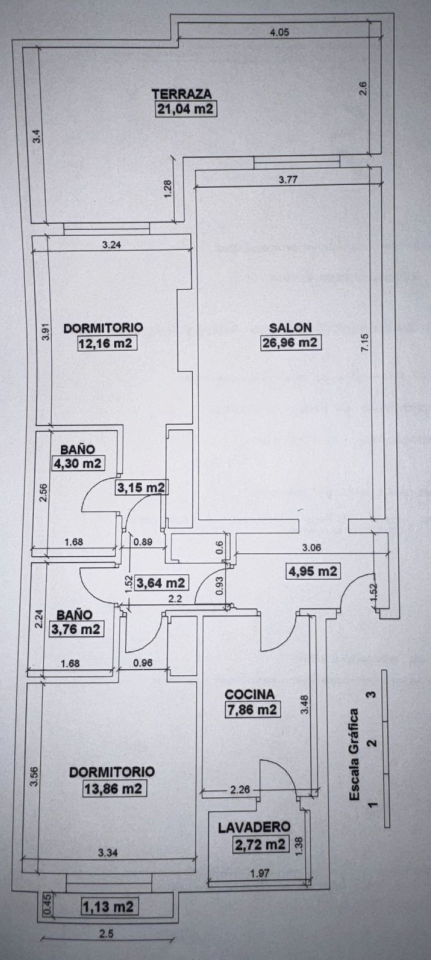 4.05
TERRAZA
21,04 m2
2.6
3.4
1.28
3.77
3.24
DORMITORIO
12,16 m2
3.91
SALON
26,96 m2
7.15
BAÑO
4,30 m2
3,15 m2
2.56
1.68
0.89
0.6
3.06
4,95 m2
1.52
3,64 m2
1.52
0.93
2.2
BAÑO
3,76 m2
2.24
1.68
0.96
COCINA
7,86 m2
3.48
2.26
DORMITORIO
13,86 m2
3.56
3.34
LAVADERO
2,72 m2
1.38
1.97
1,13 m2
0.45
2.5
Escala Gráfica
1 2 3